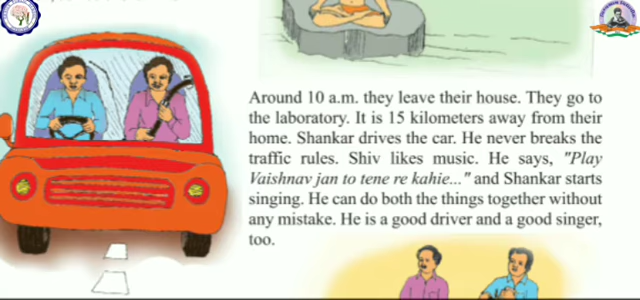 Around 10 a.m. they leave their house. They go to
the laboratory. It is 15 kilometers away from their
home. Shankar drives the car. He never breaks the
traffic rules. Shiv likes music. He says, "Play
Vaishnav jan to tene re kahie..." and Shankar starts
singing. He can do both the things together without
any mistake. He is a good driver and a good singer,
too.